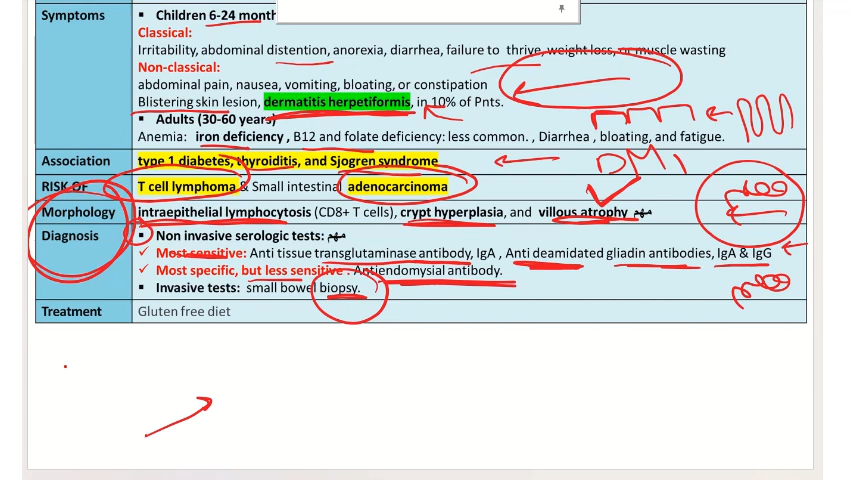 Symptoms
▪ Children 6-24 month
Classical:
Irritability, abdominal distention, anorexia, diarrhea, failure to thrive, weight loss, or muscle wasting
Non-classical:
abdominal pain, nausea, vomiting, bloating, or constipation
Blistering skin lesion, dermatitis herpetiformis, in 10% of Pnts.
▪ Adults (30-60 years)
Anemia: iron deficiency , B12 and folate deficiency: less common. , Diarrhea , bloating, and fatigue.
DM1
Association
type 1 diabetes, thyroiditis, and Sjogren syndrome
RISK OF
T cell lymphoma & Small intestinal adenocarcinoma
Morphology
intraepithelial lymphocytosis (CD8+ T cells), crypt hyperplasia, and villous atrophy
Diagnosis
▪ Non invasive serologic tests:
✓ Most sensitive: Anti tissue transglutaminase antibody, IgA , Anti deamidated gliadin antibodies, IgA & IgG
✓ Most specific, but less sensitive : Antiendomysial antibody.
▪ Invasive tests: small bowel biopsy.
Treatment
Gluten free diet